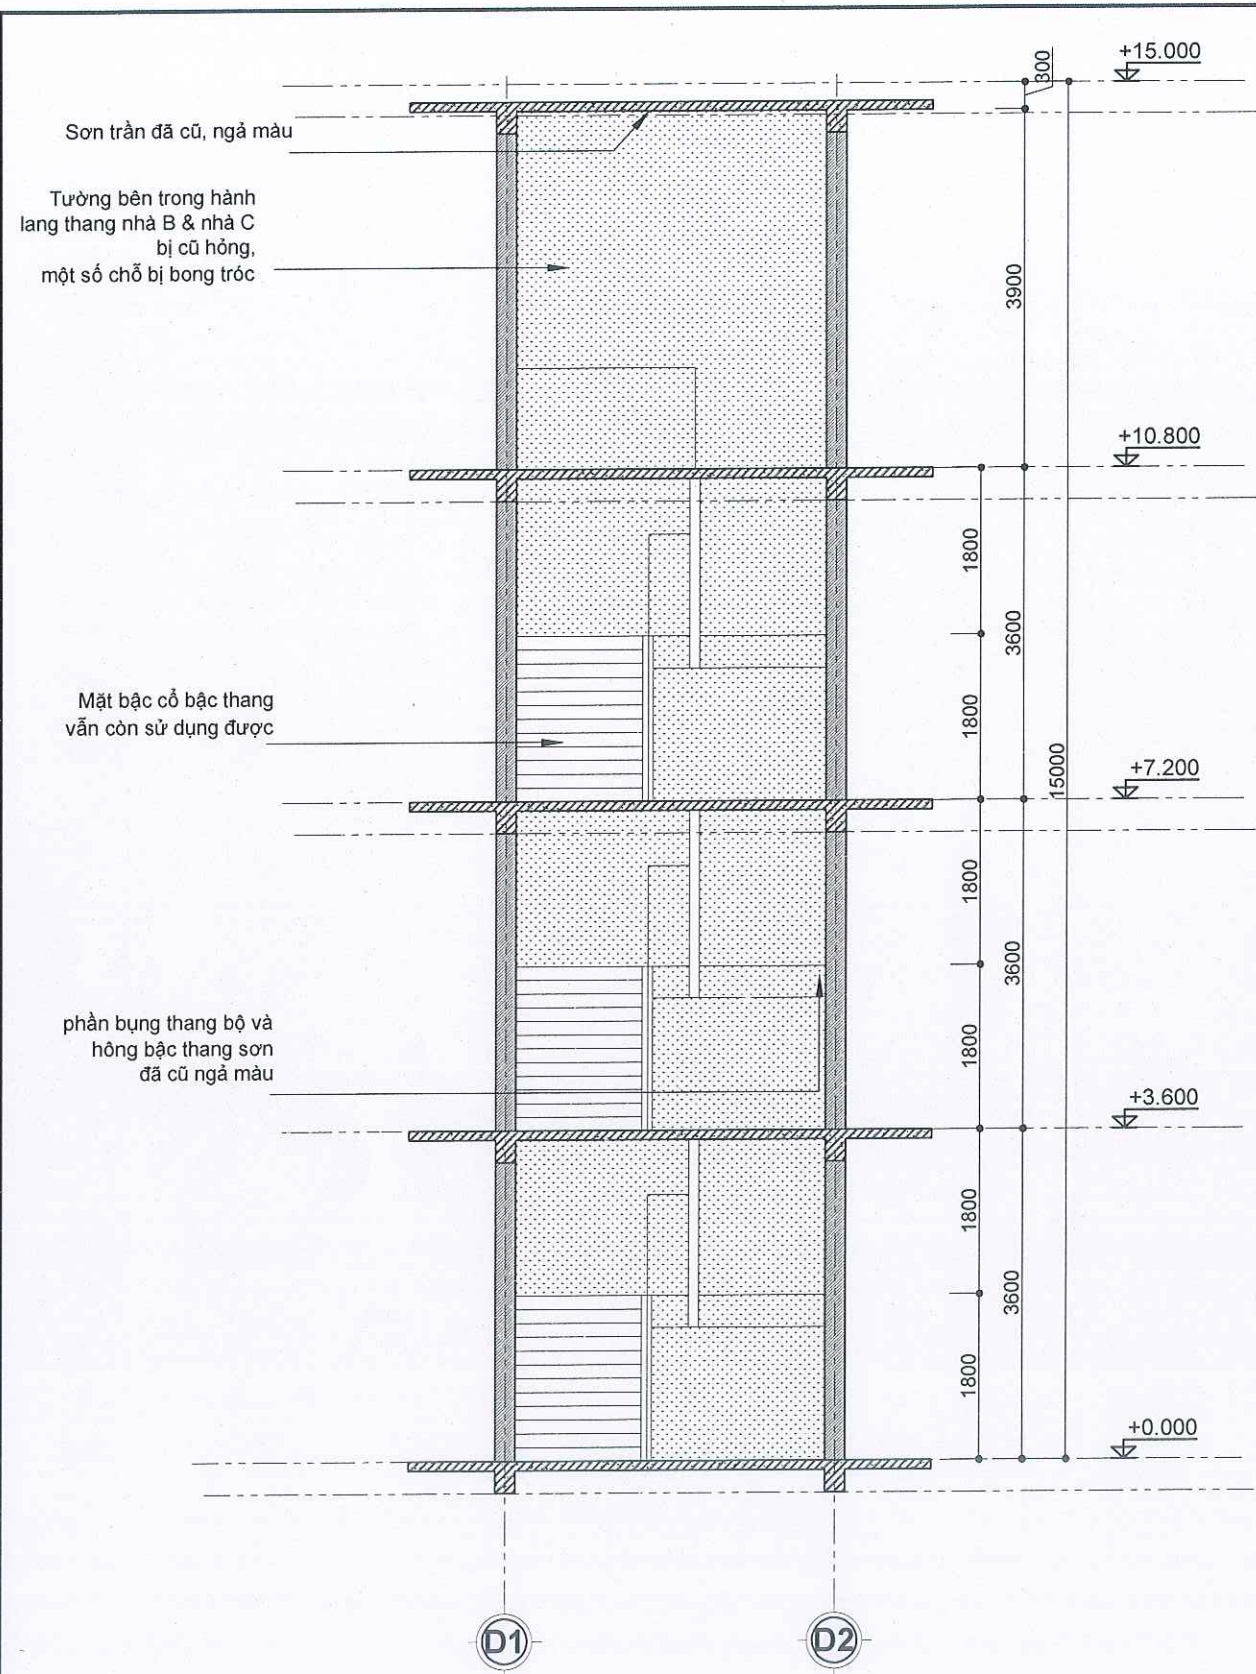 +15.000
300
Sơn trần đã cũ, ngả màu
Tường bên trong hành
lang thang nhà B & nhà C
bị cũ hỏng,
một số chỗ bị bong tróc
3900
+10.800
1800
3600
Mặt bậc cổ bậc thang
vẫn còn sử dụng được
1800
15000
+7.200
1800
3600
phần bụng thang bộ và
hông bậc thang sơn
đã cũ ngả màu
1800
+3.600
1800
3600
1800
+0.000
D1
D2